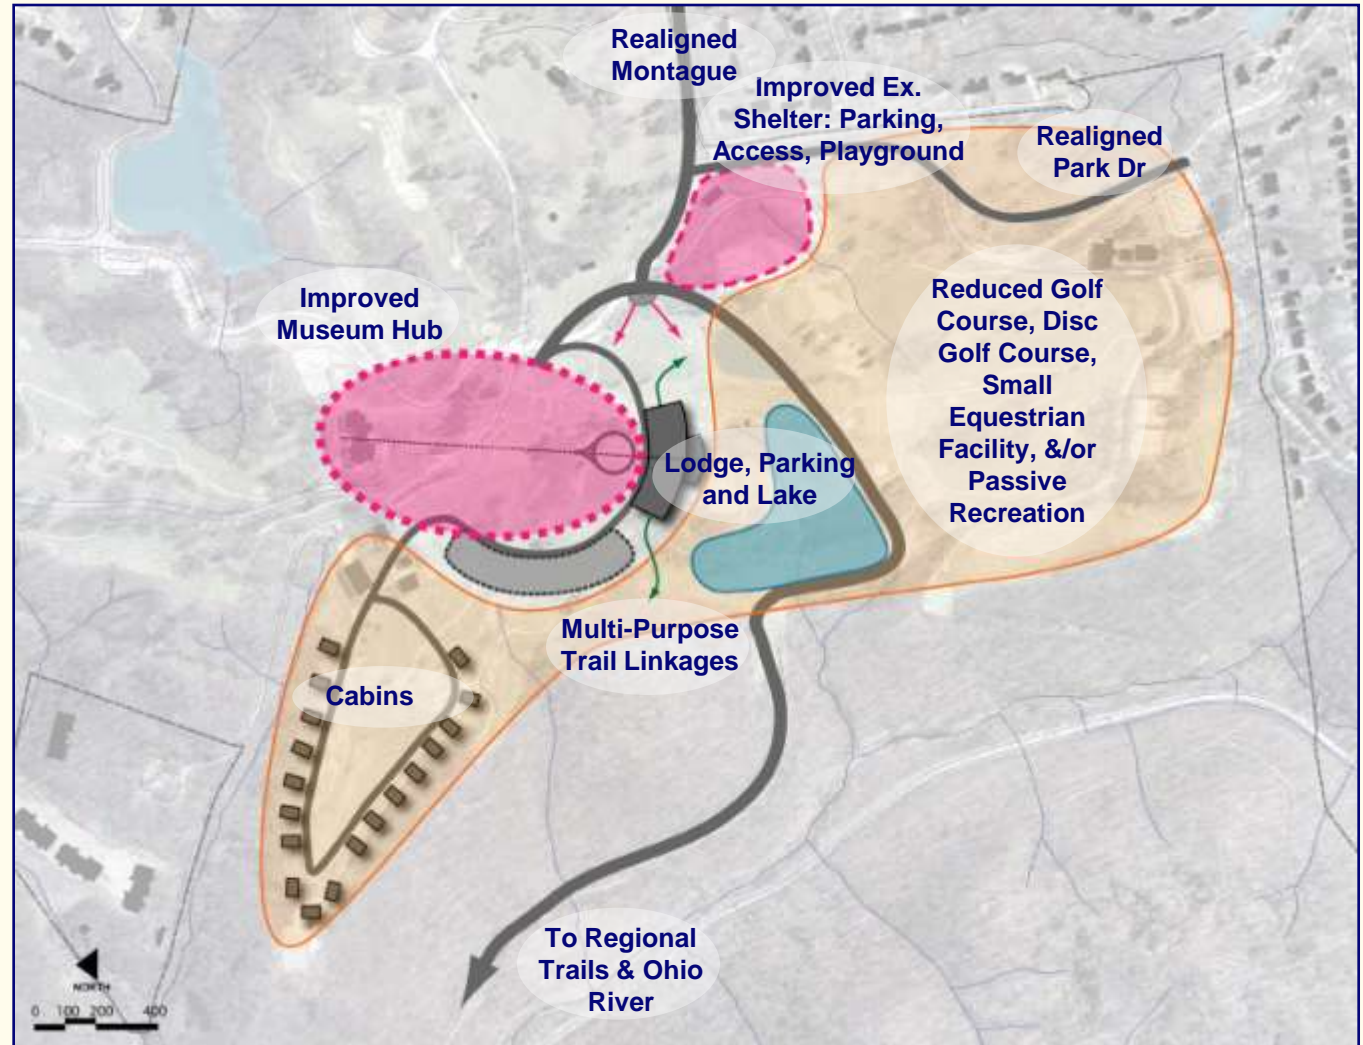 Realigned
Montague
Improved Ex.
Shelter: Parking,
Access, Playground
Realigned
Park Dr
Improved
Museum Hub
Reduced Golf
Course, Disc
Golf Course,
Small
Equestrian
Facility, &/or
Passive
Recreation
Lodge, Parking
and Lake
Multi-Purpose
Trail Linkages
Cabins
To Regional
Trails & Ohio
River
NORTH
0 100 200 400